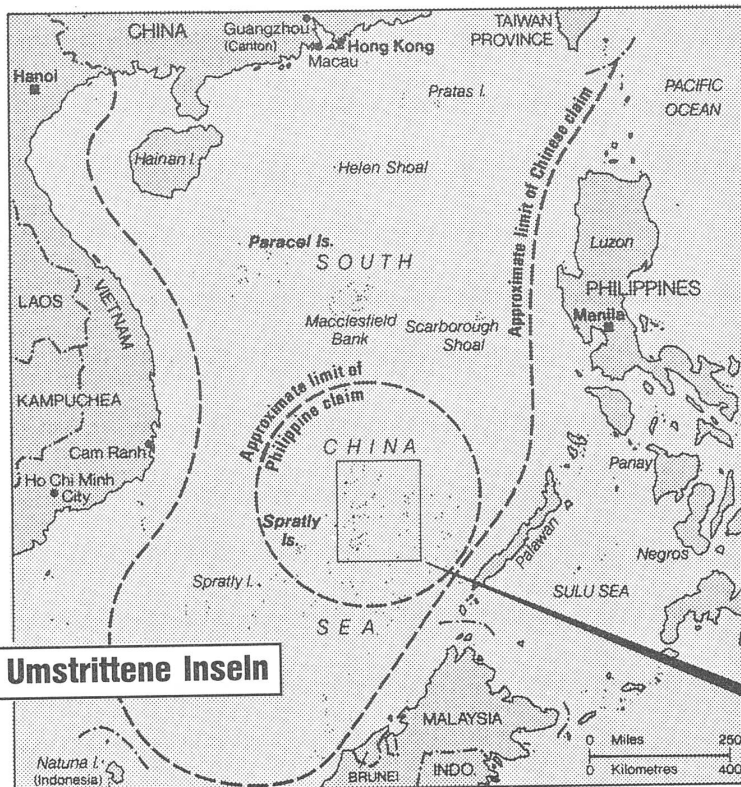 CHINA
Guangzhou
(Canton)
Hong Kong
Macau
TAIWAN
PROVINCE
Hanoi
PACIFIC
OCEAN
Pratas I.
Hainan I.
Helen Shoal
Approximate limit of Chinese claim
Paracel Is.
SOUTH
Luzon
LAOS
VIETNAM
PHILIPPINES
Macclesfield
Bank
Scarborough
Shoal
Manila
Approximate limit of
Philippine claim
KAMPUCHEA
CHINA
Cam Ranh
Ho Chi Minh
City
Panay
Spratly
Is.
Palawan
Negros
Spratly I.
SULU SEA
SEA
Umstrittene Inseln
MALAYSIA
Natuna I.
(Indonesia)
BRUNEI
INDO.
0 Miles 250
0 Kilometres 400